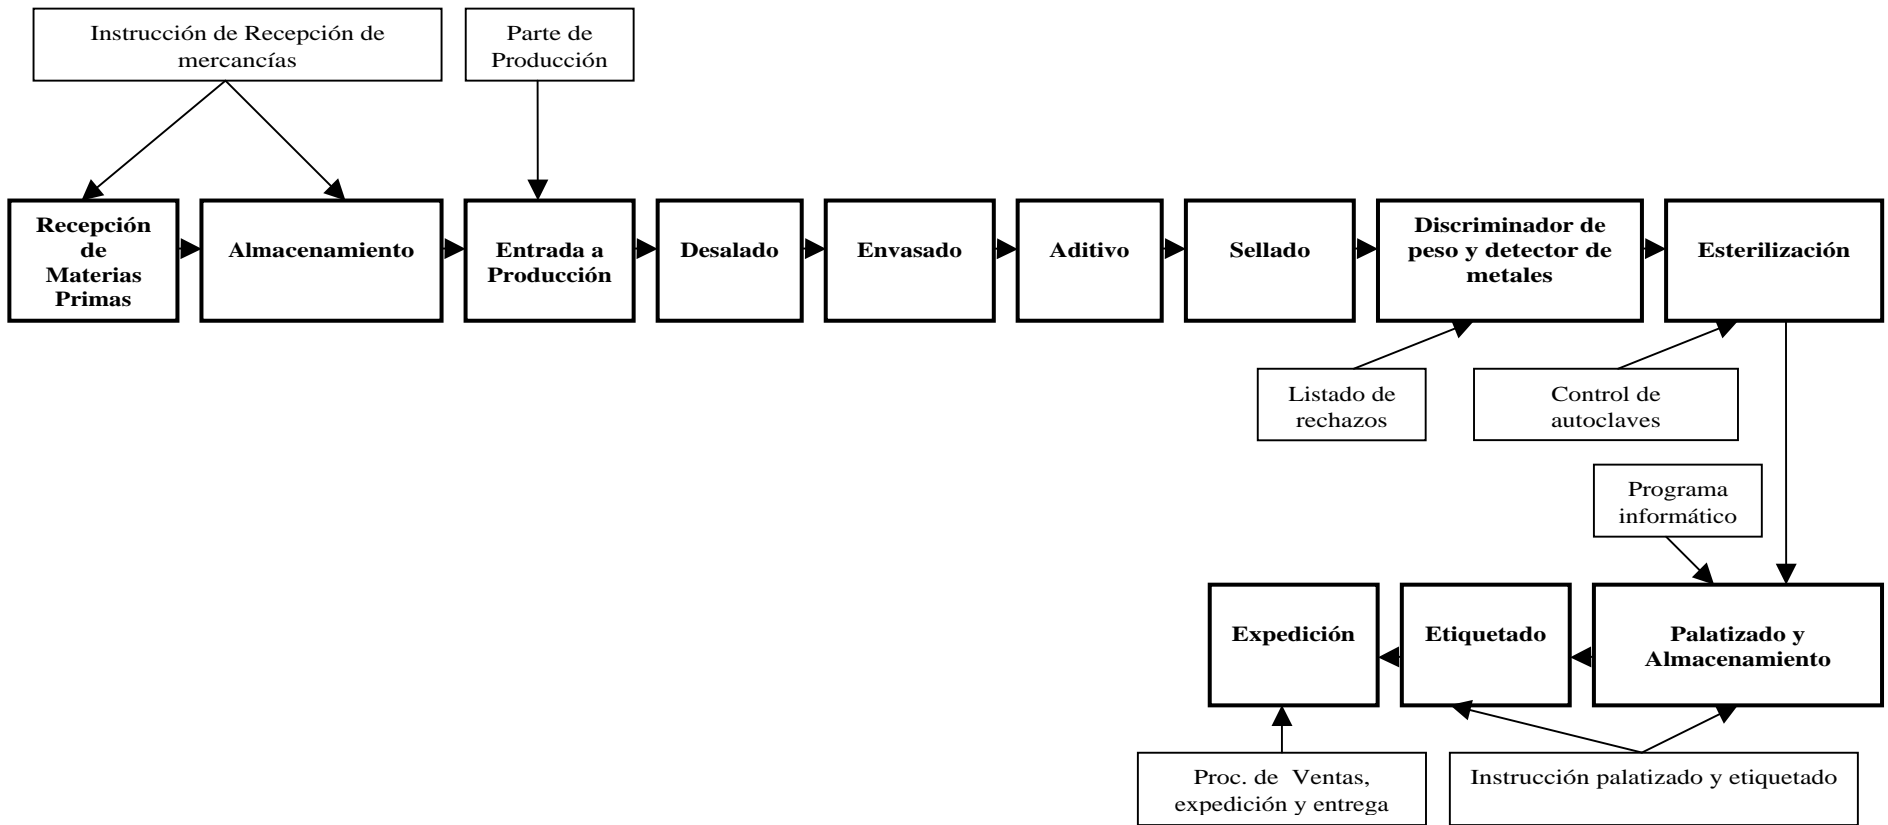 Instrucción de Recepción de
mercancías
Parte de
Producción
Recepción
de
Materias
Primas
Almacenamiento
Entrada a
Producción
Desalado
Envasado
Aditivo
Sellado
Discriminador de
peso y detector de
metales
Esterilización
Listado de
rechazos
Control de
autoclaves
Programa
informático
Expedición
Etiquetado
Palatizado y
Almacenamiento
Proc. de Ventas,
expedición y entrega
Instrucción palatizado y etiquetado